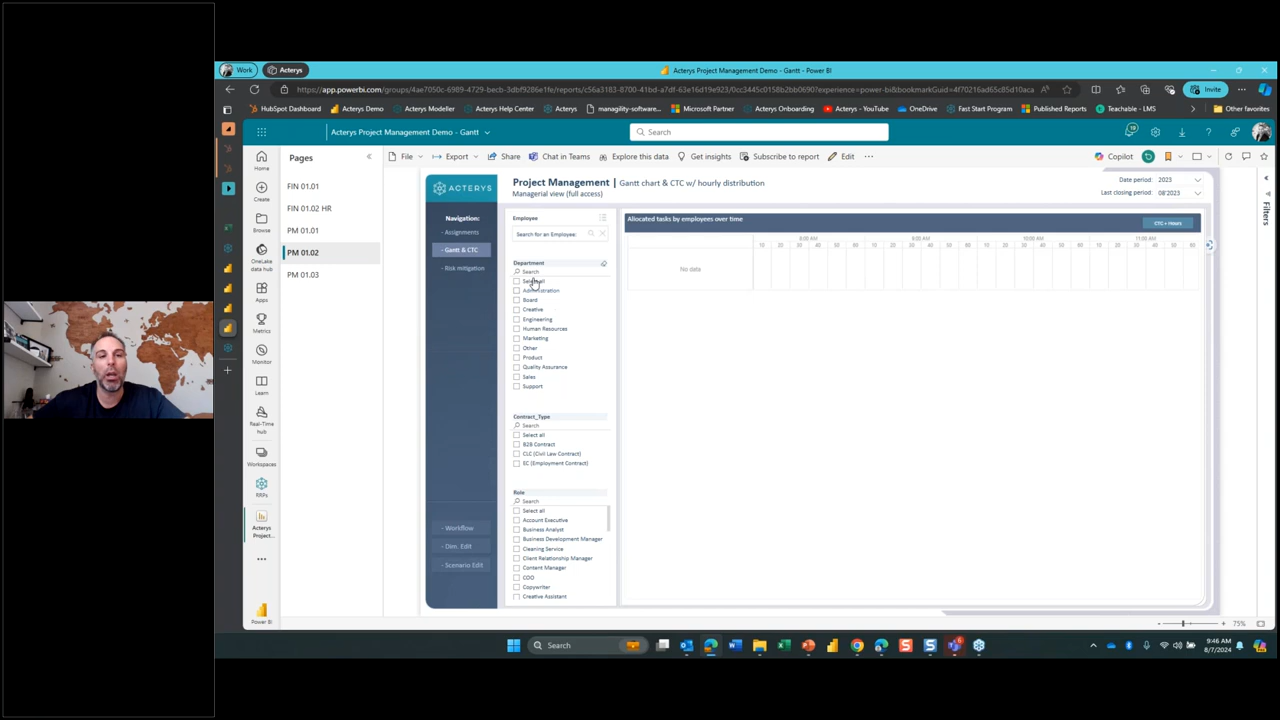 Work
Acterys
Acterys Project Management Demo - Gantt - Power BI
HubSpot Dashboard
Acterys Demo
Acterys Modeller
Acterys Help Center
Acterys
managility-software...
Microsoft Partner
Acterys Onboarding
Acterys - YouTube
OneDrive
Fast Start Program
Published Reports
Teachable - LMS
Other favorites
Invite
Acterys Project Management Demo - Gantt
Search
Pages
File
Export
Share
Chat in Teams
Explore this data
Get insights
Subscribe to report
Edit
Copilot
Home
Create
Browse
OneLake data hub
Apps
Metrics
Monitor
Learn
Real-Time hub
Workspaces
RRPs
Acterys Project...
Power BI
FIN 01.01
FIN 01.02 HR
PM 01.01
PM 01.02
PM 01.03
ACTERYS
Project Management | Gantt chart & CTC w/ hourly distribution
Managerial view (full access)
Date period: 2023
Last closing period: 08'2023
Filters
Navigation:
- Assignments
- Gantt & CTC
- Risk mitigation
- Workflow
- Dim. Edit
- Scenario Edit
Employee
Search for an Employee:
Department
Search
Select all
Administration
Board
Creative
Engineering
Human Resources
Marketing
Other
Product
Quality Assurance
Sales
Support
Contract_Type
Search
Select all
B2B Contract
CLC (Civil Law Contract)
EC (Employment Contract)
Role
Search
Select all
Account Executive
Business Analyst
Business Development Manager
Cleaning Service
Client Relationship Manager
Content Manager
COO
Copywriter
Creative Assistant
Allocated tasks by employees over time
CTC + Hours
8:00 AM 9:00 AM 10:00 AM 11:00 AM
No data
75%
Search
9:46 AM
8/7/2024